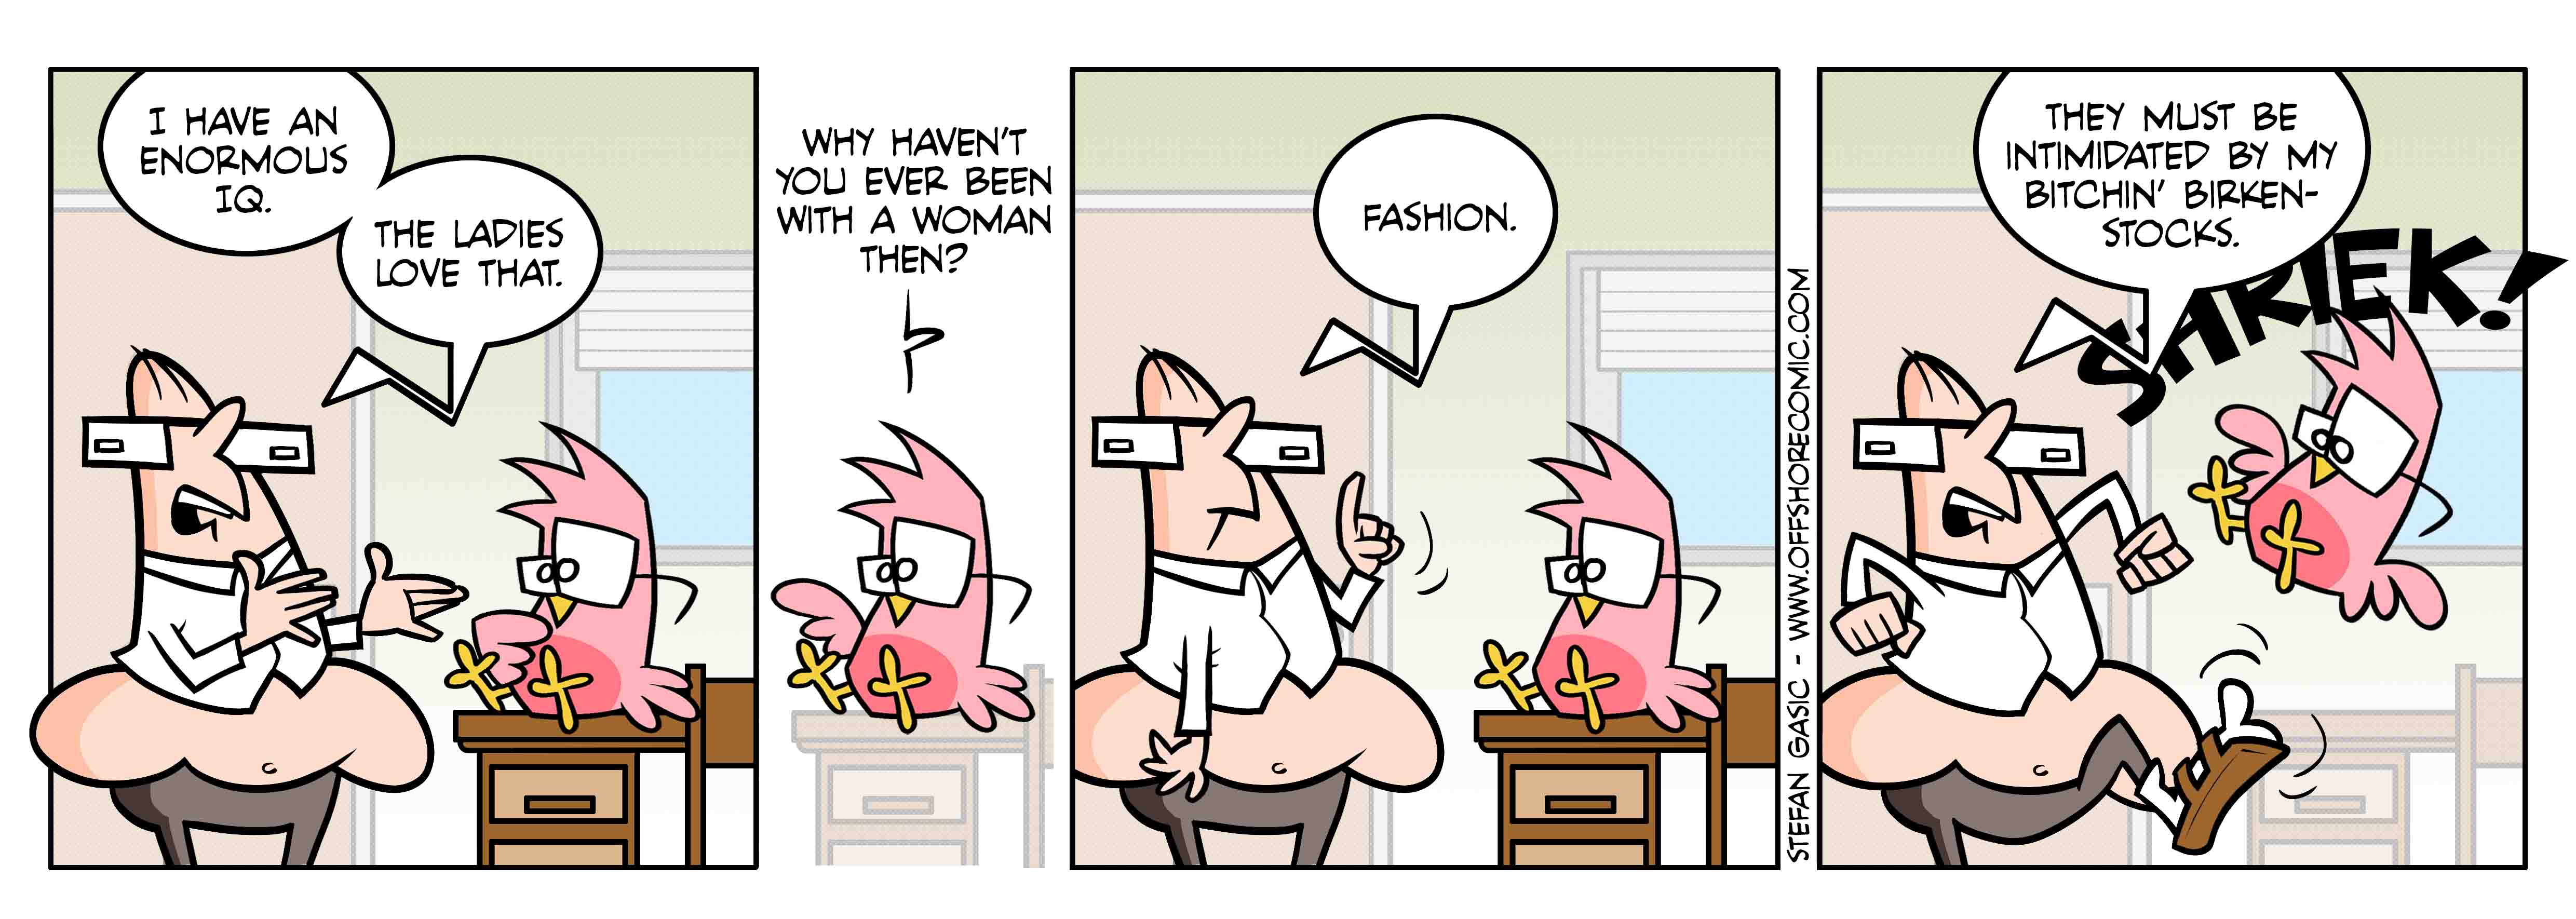 I HAVE AN
ENORMOUS
IQ.
THE LADIES
LOVE THAT.
WHY HAVEN'T
YOU EVER BEEN
WITH A WOMAN
THEN?
FASHION.
STEFAN GASIC - WWW.OFFSHORECOMIC.COM
THEY MUST BE
INTIMIDATED BY MY
BITCHIN' BIRKEN-
STOCKS.